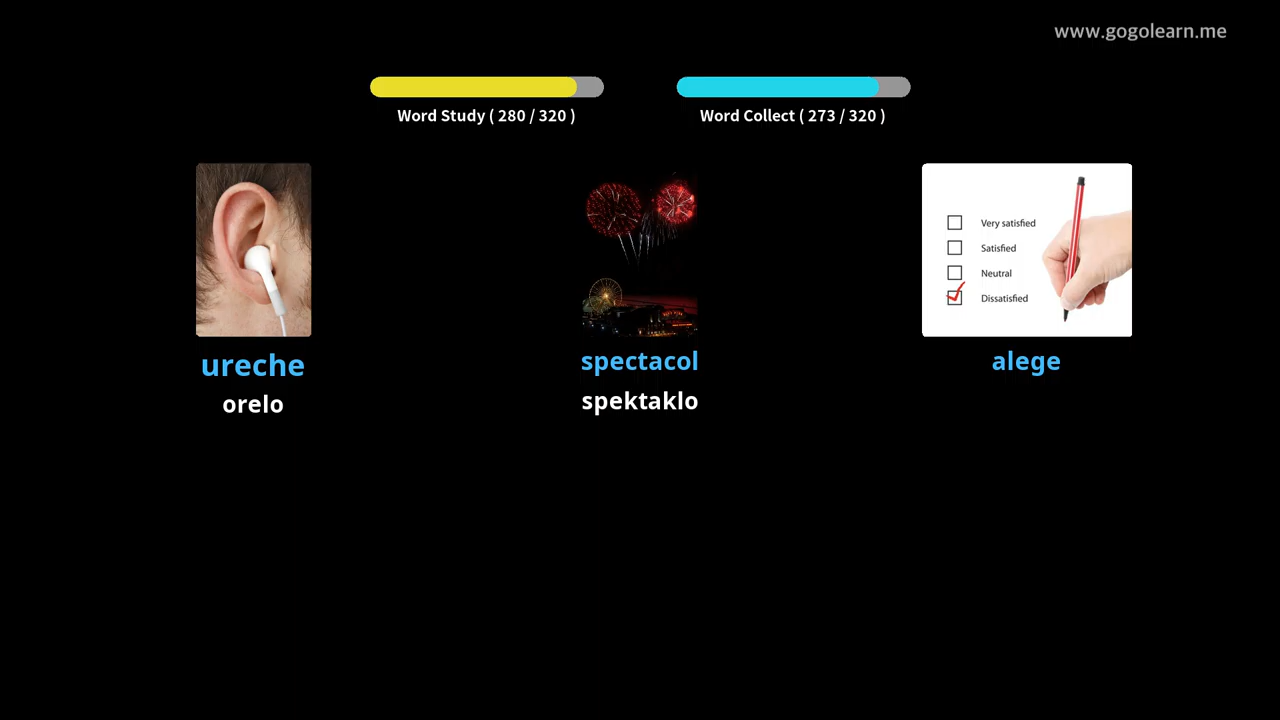 www.gogolearn.me
Word Study ( 280 / 320 )
Word Collect ( 273 / 320 )
Very satisfied
Satisfied
Neutral
Dissatisfied
ureche
orelo
spectacol
spektaklo
alege